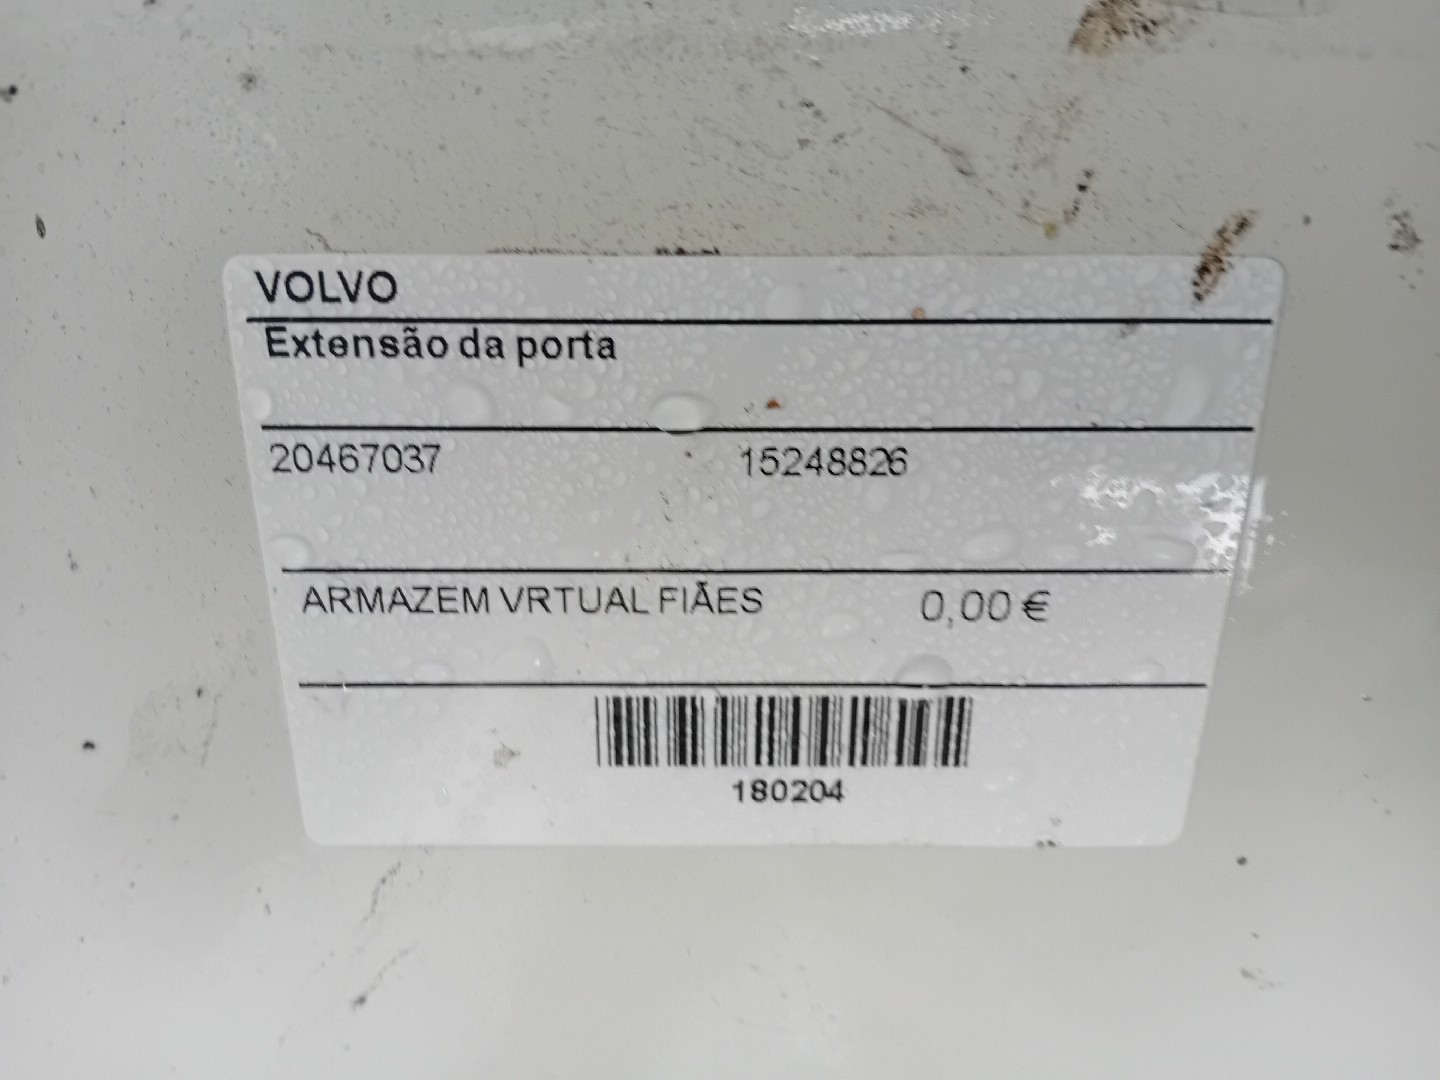 VOLVO
Extensão da porta
20467037 15248826
ARMAZEM VRTUAL FIÃES 0,00 €
180204